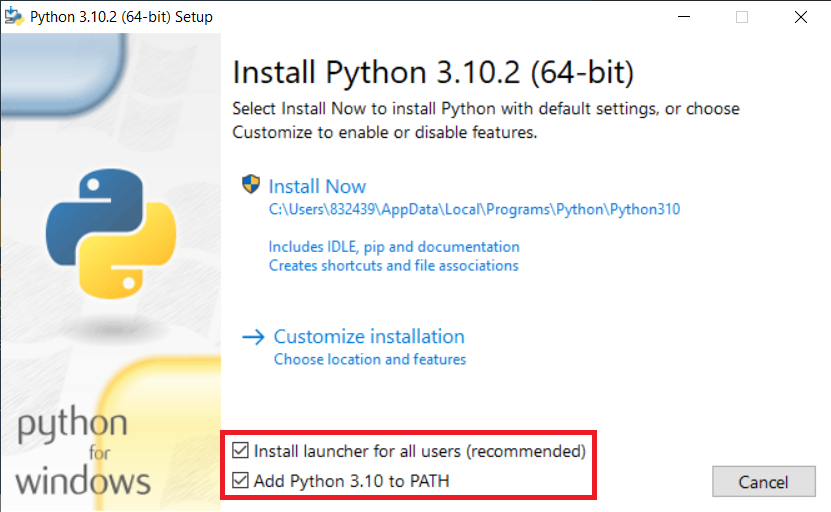 Python 3.10.2 (64-bit) Setup
Install Python 3.10.2 (64-bit)
Select Install Now to install Python with default settings, or choose
Customize to enable or disable features.
Install Now
C:\Users\832439\AppData\Local\Programs\Python\Python310
Includes IDLE, pip and documentation
Creates shortcuts and file associations
Customize installation
Choose location and features
python
for
windows
Install launcher for all users (recommended)
Add Python 3.10 to PATH
Cancel